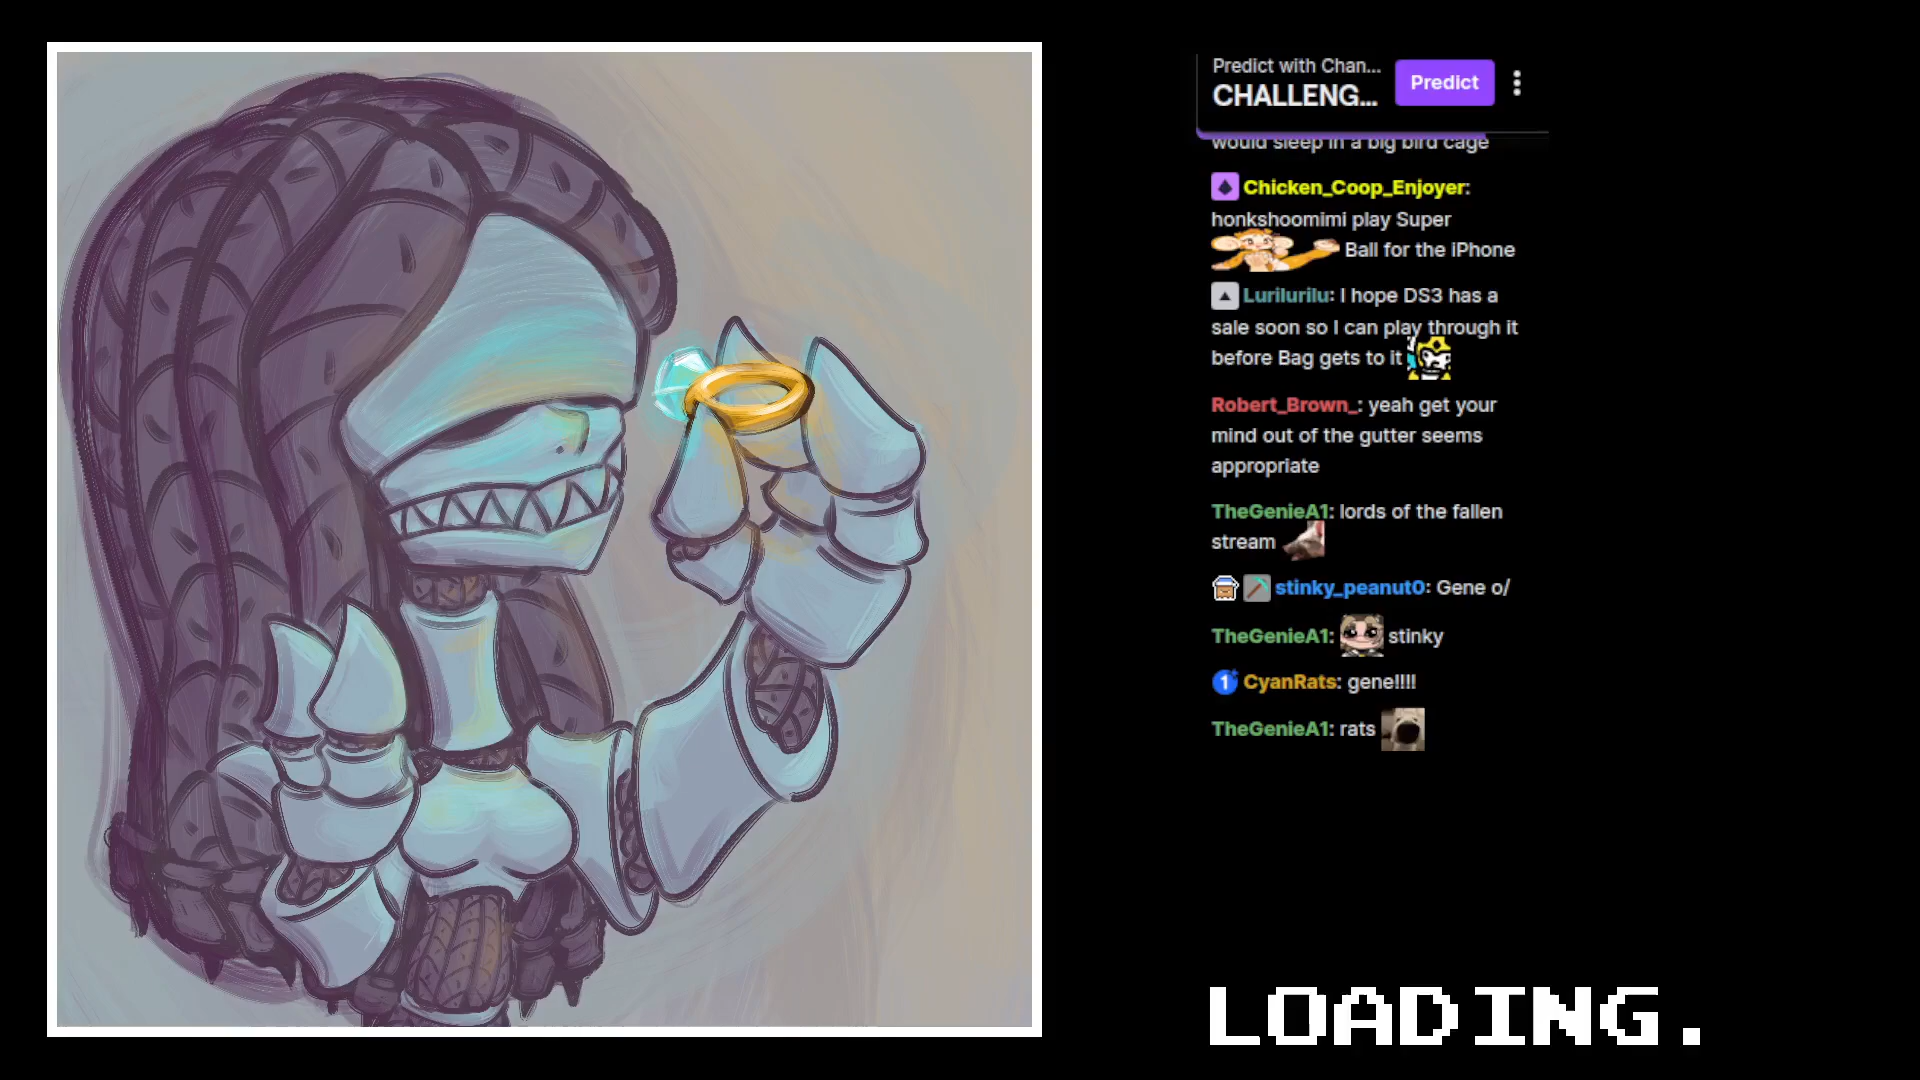 Predict with Chan...
CHALLENG...
Predict
would sleep in a big bird cage
Chicken_Coop_Enjoyer:
honkshoomimi play Super
Ball for the iPhone
Lurilurilu: I hope DS3 has a
sale soon so I can play through it
before Bag gets to it
Robert_Brown_: yeah get your
mind out of the gutter seems
appropriate
TheGenieA1: lords of the fallen
stream
stinky_peanut0: Gene o/
TheGenieA1: stinky
1 CyanRats: gene!!!!
TheGenieA1: rats
LOADING.